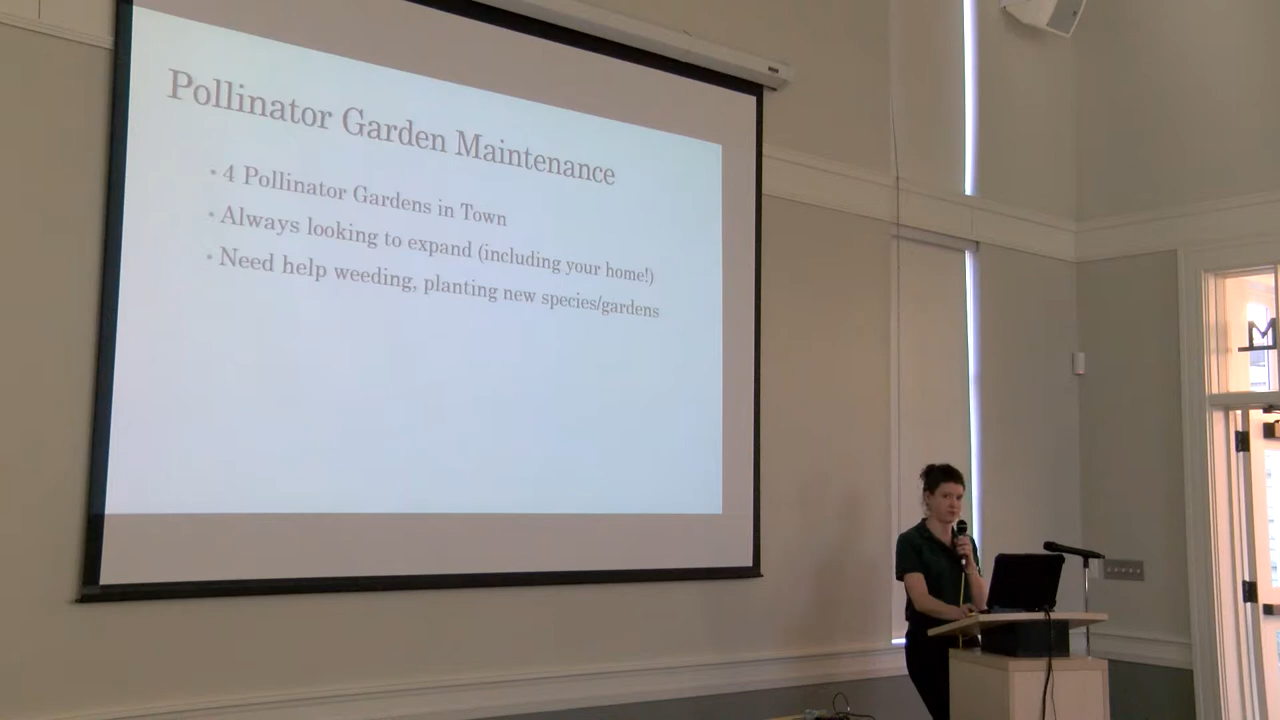 Pollinator Garden Maintenance
• 4 Pollinator Gardens in Town
• Always looking to expand (including your home!)
• Need help weeding, planting new species/gardens
M